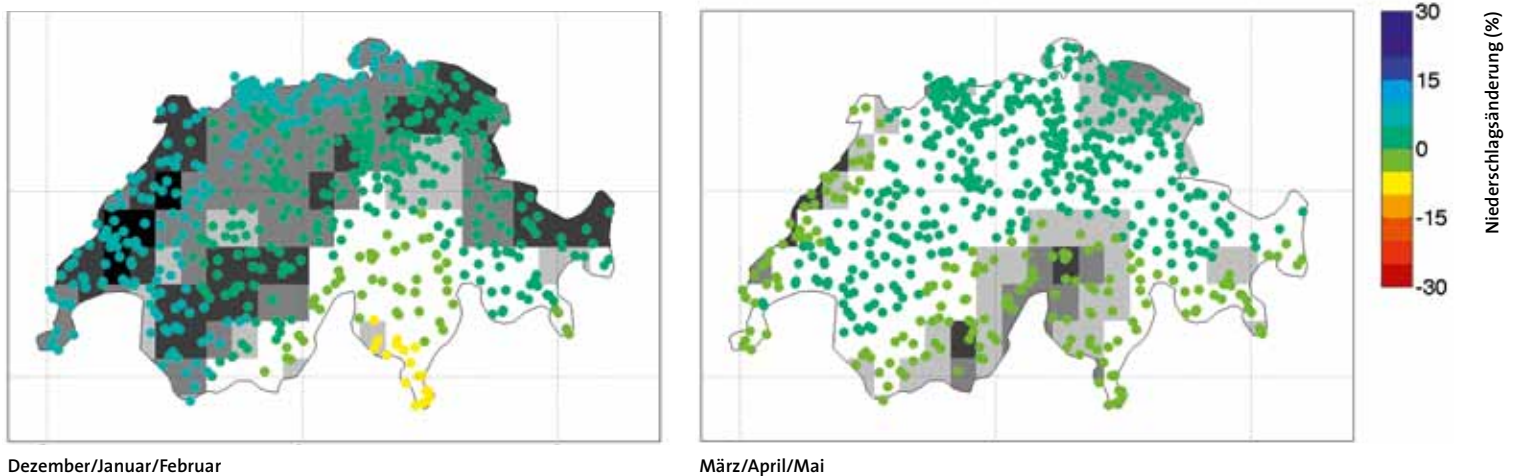 30
15
0
-15
-30
Niederschlagsänderung (%)
Dezember/Januar/Februar
März/April/Mai